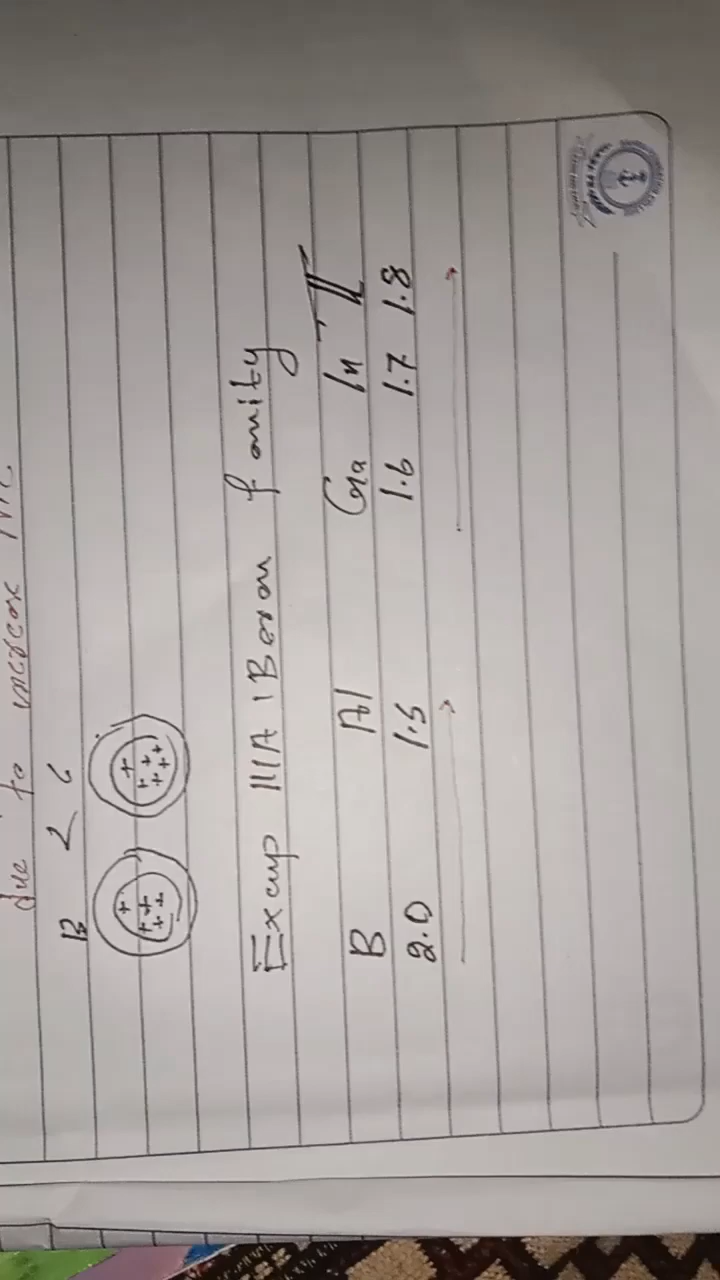 due to increase
B < C
Excep IIIA | Boron family
B Al Ga In Tl
2.0 1.5 1.6 1.7 1.8